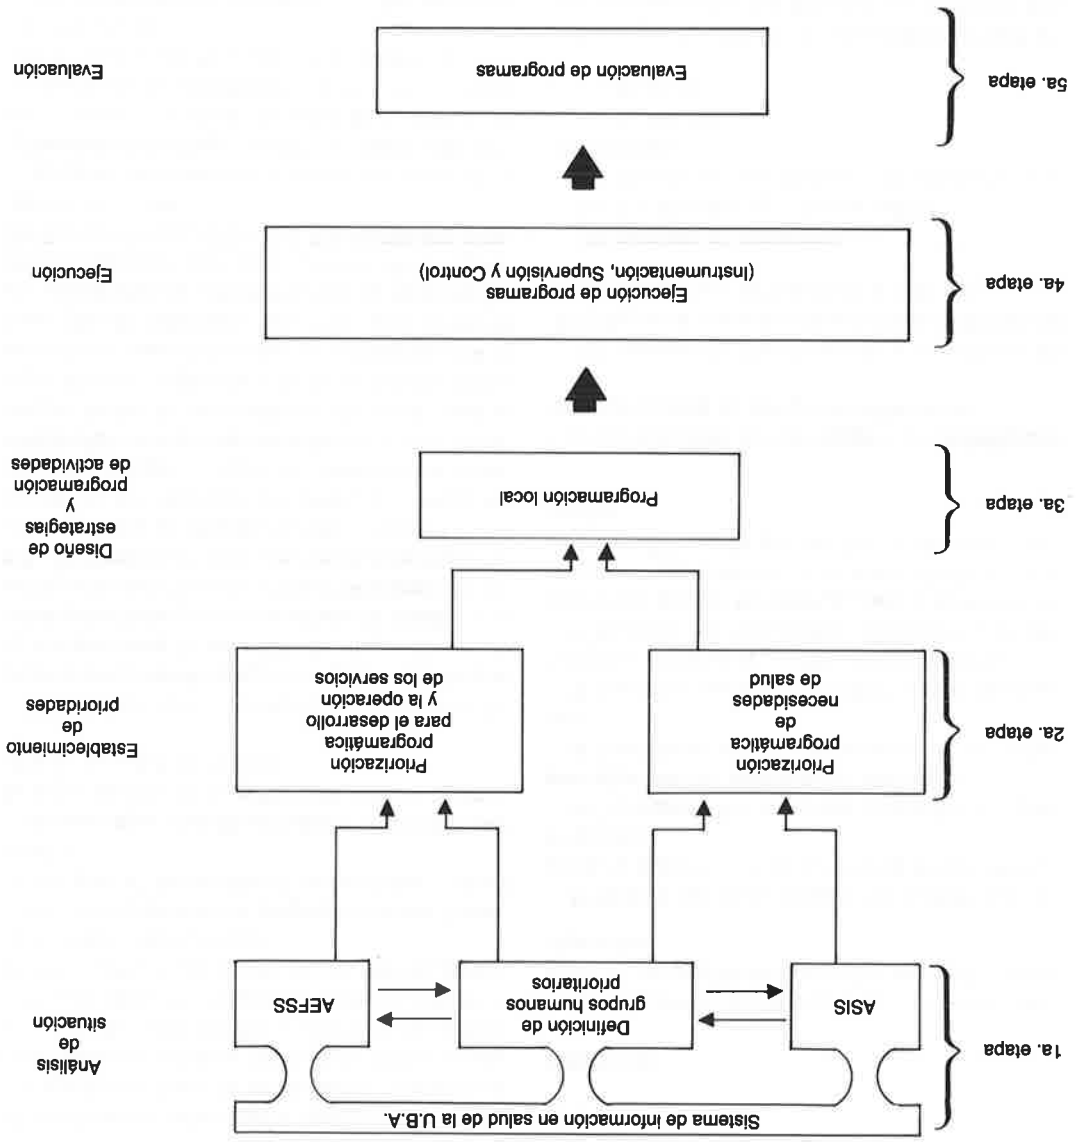 Sistema de información en salud de la U.B.A.
1a. etapa
ASIS
Definición de
grupos humanos
prioritarios
AEFSS
Análisis
de
situación
2a. etapa
Priorización
programática
de
necesidades
de salud
Priorización
programática
para el desarrollo
y la operación
de los servicios
Establecimiento
de
prioridades
3a. etapa
Programación local
Diseño de
estrategias
y
programación
de actividades
4a. etapa
Ejecución de programas
(Instrumentación, Supervisión y Control)
Ejecución
5a. etapa
Evaluación de programas
Evaluación